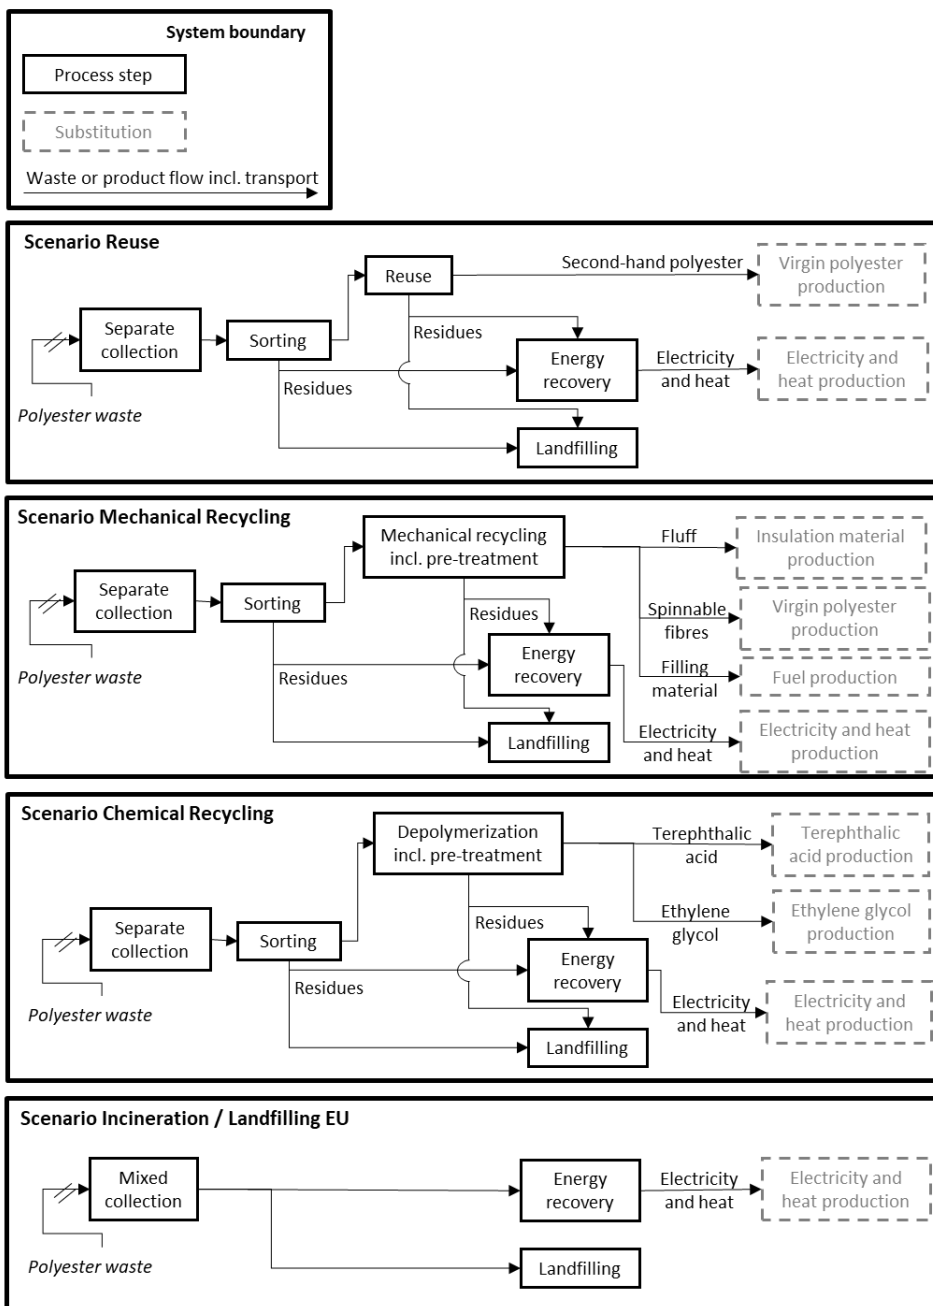 System boundary
Process step
Substitution
Waste or product flow incl. transport
Scenario Reuse
Second-hand polyester
Virgin polyester
production
Reuse
Separate
collection
Sorting
Residues
Residues
Energy
recovery
Electricity
and heat
Electricity and
heat production
Polyester waste
Landfilling
Scenario Mechanical Recycling
Mechanical recycling
incl. pre-treatment
Fluff
Insulation material
production
Separate
collection
Sorting
Residues
Spinnable
fibres
Virgin polyester
production
Energy
recovery
Residues
Filling
material
Fuel production
Polyester waste
Landfilling
Electricity
and heat
Electricity and heat
production
Scenario Chemical Recycling
Depolymerization
incl. pre-treatment
Terephthalic
acid
Terephthalic
acid production
Separate
collection
Sorting
Residues
Ethylene
glycol
Ethylene glycol
production
Energy
recovery
Residues
Polyester waste
Electricity
and heat
Electricity and
heat production
Landfilling
Scenario Incineration / Landfilling EU
Mixed
collection
Energy
recovery
Electricity
and heat
Electricity and
heat production
Polyester waste
Landfilling